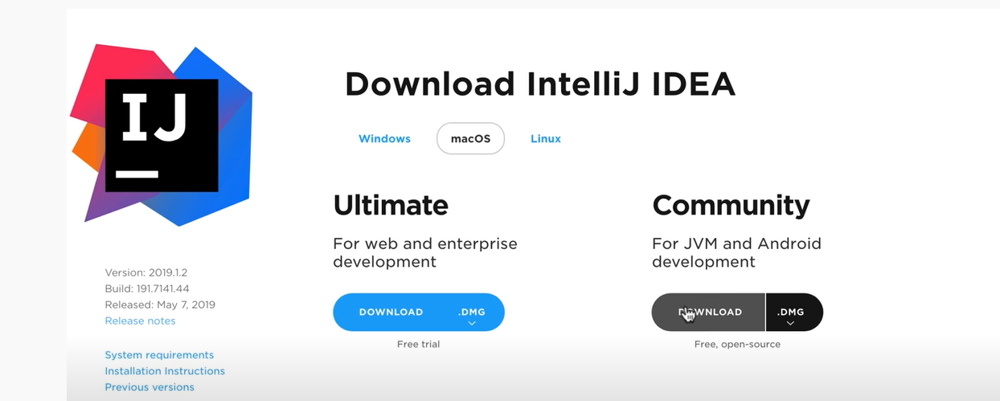 IJ
Download IntelliJ IDEA
Windows
macOS
Linux
Ultimate
For web and enterprise
development
DOWNLOAD
.DMG
Free trial
Community
For JVM and Android
development
DOWNLOAD
.DMG
Free, open-source
Version: 2019.1.2
Build: 191.7141.44
Released: May 7, 2019
Release notes
System requirements
Installation Instructions
Previous versions